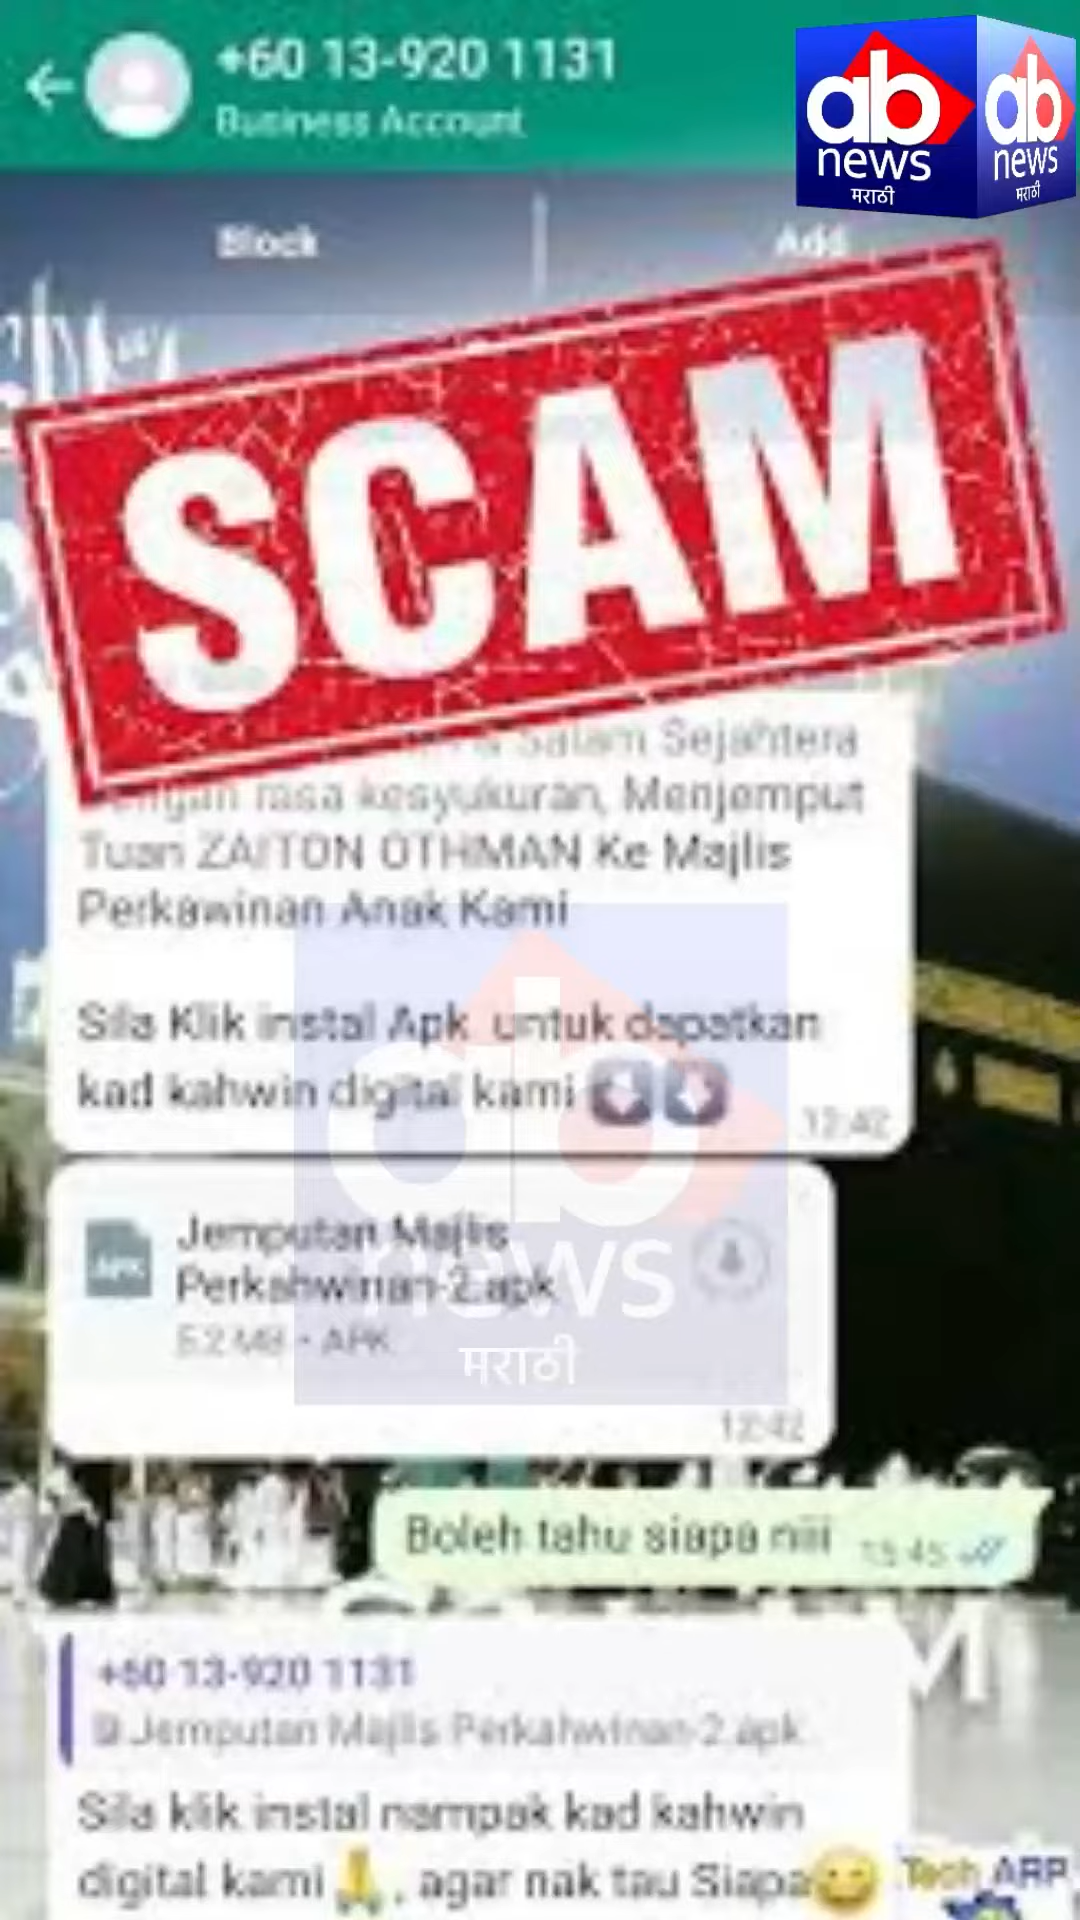 +60 13-920 1131
Business Account
ab
news
मराठी
ab
news
मराठी
Block
Add
SCAM
& Salam Sejahtera
rasa kesyukuran, Menjemput
Tuan ZAITON OTHMAN Ke Majlis
Perkawinan Anak Kami
Sila Klik instal Apk untuk dapatkan
kad kahwin digital kami ⬇️⬇️
12:42
Jemputan Majlis
Perkahwinan-2.apk
5.2 MB • APK
12:42
ab
news
मराठी
Boleh tahu siapa niii
+60 13-920 1131
Jemputan Majlis Perkahwinan-2.apk
Sila klik instal nampak kad kahwin
digital kami 🙏, agar nak tau Siapa😀
Tech ARP